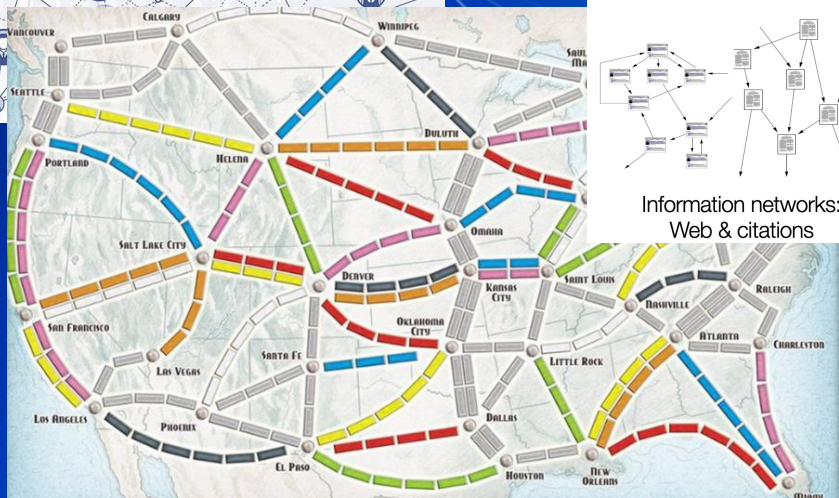 CALGARY
WINNIPEG
VANCOUVER
SEATTLE
HELENA
DULUTH
PORTLAND
OMAHA
SALT LAKE CITY
DENVER
KANSAS
CITY
SAINT LOUIS
RALEIGH
NASHVILLE
SAN FRANCISCO
OKLAHOMA
CITY
ATLANTA
CHARLESTON
SANTA FE
LITTLE ROCK
LAS VEGAS
LOS ANGELES
PHOENIX
DALLAS
EL PASO
HOUSTON
NEW
ORLEANS
MIAMI
Information networks:
Web & citations